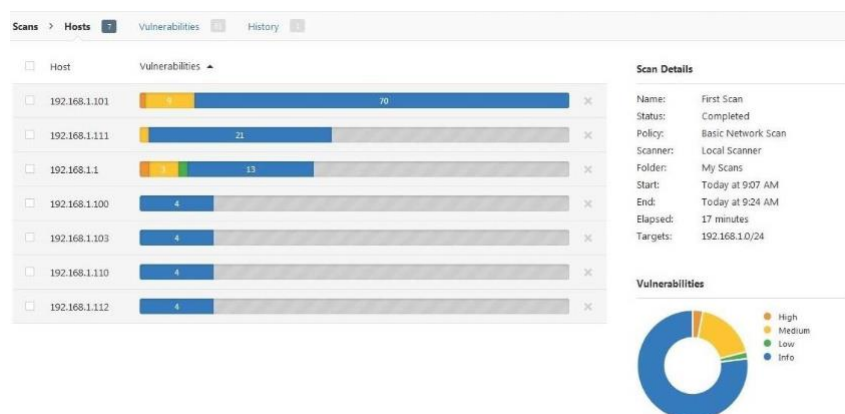 Scans > Hosts 7 Vulnerabilities History
Host Vulnerabilities
192.168.1.101 9 70
192.168.1.111 21
192.168.1.1 3 13
192.168.1.100 4
192.168.1.103 4
192.168.1.110 4
192.168.1.112 4
Scan Details
Name: First Scan
Status: Completed
Policy: Basic Network Scan
Scanner: Local Scanner
Folder: My Scans
Start: Today at 9:07 AM
End: Today at 9:24 AM
Elapsed: 17 minutes
Targets: 192.168.1.0/24
Vulnerabilities
High
Medium
Low
Info